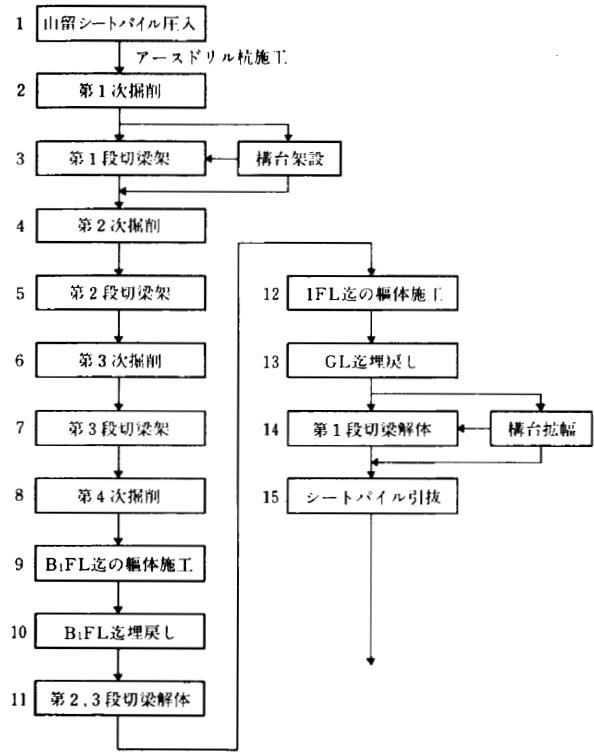 1 山留シートパイル圧入
アースドリル杭施工
2 第1次掘削
3 第1段切梁架
構台架設
4 第2次掘削
5 第2段切梁架
6 第3次掘削
7 第3段切梁架
8 第4次掘削
9 B₁FL迄の軀体施工
10 B₁FL迄埋戻し
11 第2,3段切梁解体
12 1FL迄の軀体施工
13 GL迄埋戻し
14 第1段切梁解体
構台拡幅
15 シートパイル引抜